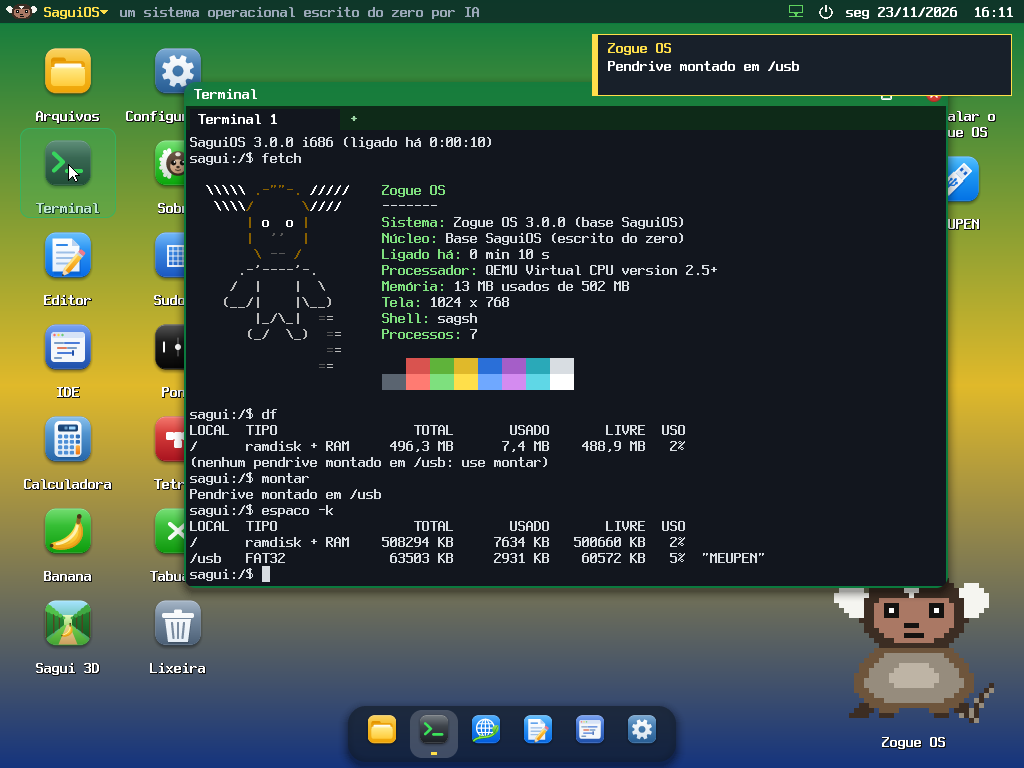 SaguiOS▾ um sistema operacional escrito do zero por IA seg 23/11/2026 16:11
Zogue OS
Pendrive montado em /usb
Arquivos
Terminal
Editor
IDE
Calculadora
Banana
Sagui 3D
Lixeira
Terminal
Terminal 1 +
SaguiOS 3.0.0 i686 (ligado há 0:00:10)
sagui:/$ fetch
Zogue OS
--------
Sistema: Zogue OS 3.0.0 (base SaguiOS)
Núcleo: Base SaguiOS (escrito do zero)
Ligado há: 0 min 10 s
Processador: QEMU Virtual CPU version 2.5+
Memória: 13 MB usados de 502 MB
Tela: 1024 x 768
Shell: sagsh
Processos: 7
sagui:/$ df
LOCAL TIPO TOTAL USADO LIVRE USO
/ ramdisk + RAM 496,3 MB 7,4 MB 488,9 MB 2%
(nenhum pendrive montado em /usb: use montar)
sagui:/$ montar
Pendrive montado em /usb
sagui:/$ espaco -k
LOCAL TIPO TOTAL USADO LIVRE USO
/ ramdisk + RAM 508294 KB 7634 KB 500660 KB 2%
/usb FAT32 63503 KB 2931 KB 60572 KB 5% "MEUPEN"
sagui:/$
Zogue OS